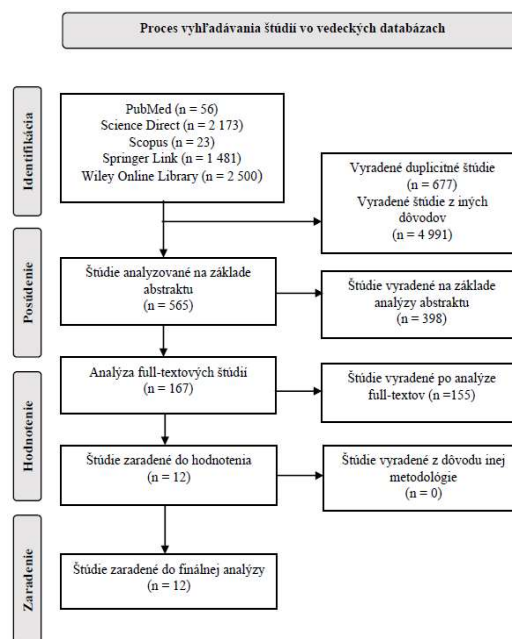 Proces vyhľadávania štúdií vo vedeckých databázach
Identifikácia
PubMed (n = 56)
Science Direct (n = 2 173)
Scopus (n = 23)
Springer Link (n = 1 481)
Wiley Online Library (n = 2 500)
Vyradené duplicitné štúdie
(n = 677)
Vyradené štúdie z iných
dôvodov
(n = 4 991)
Posúdenie
Štúdie analyzované na základe
abstraktu
(n = 565)
Štúdie vyradené na základe
analýzy abstraktu
(n = 398)
Hodnotenie
Analýza full-textových štúdií
(n = 167)
Štúdie vyradené po analýze
full-textov (n =155)
Štúdie zaradené do hodnotenia
(n = 12)
Štúdie vyradené z dôvodu inej
metodológie
(n = 0)
Zaradenie
Štúdie zaradené do finálnej analýzy
(n = 12)